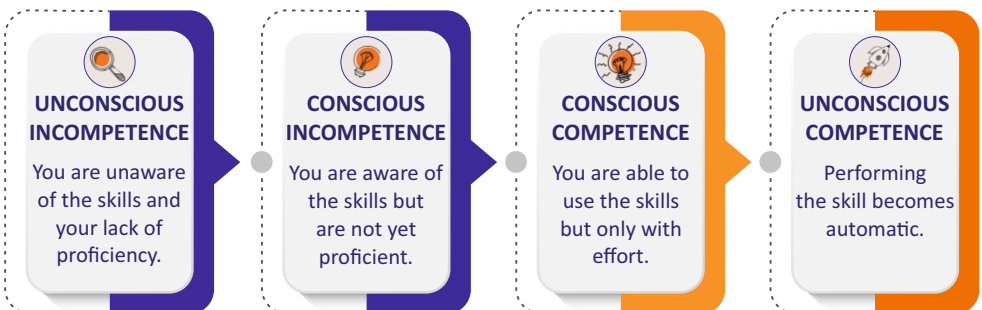 UNCONSCIOUS
INCOMPETENCE
You are unaware
of the skills and
your lack of
proficiency.
CONSCIOUS
INCOMPETENCE
You are aware of
the skills but
are not yet
proficient.
CONSCIOUS
COMPETENCE
You are able to
use the skills
but only with
effort.
UNCONSCIOUS
COMPETENCE
Performing
the skill becomes
automatic.